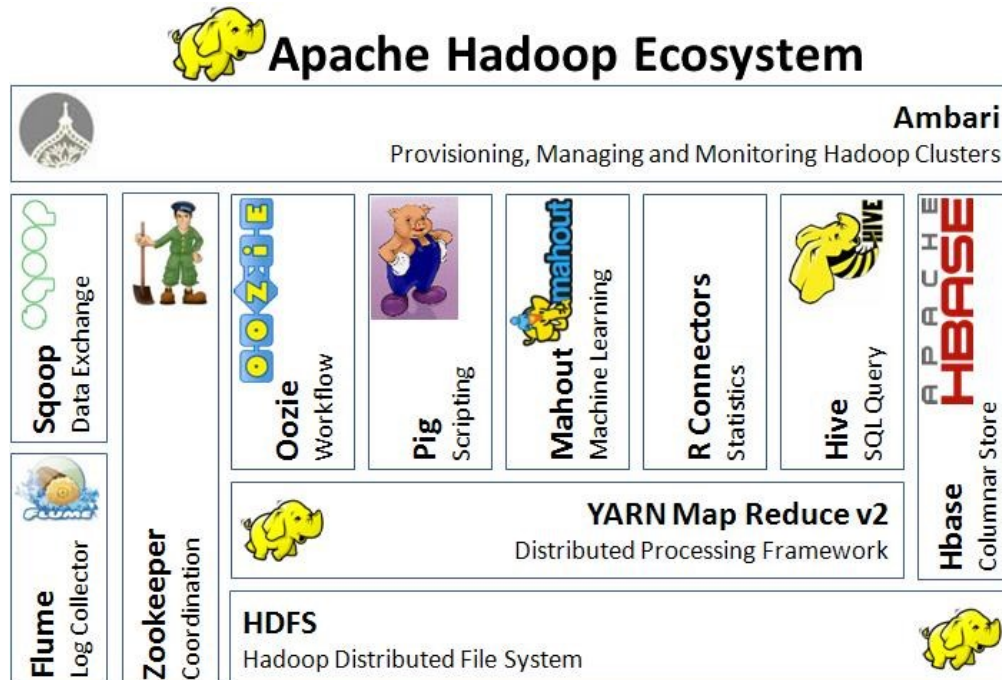 Apache Hadoop Ecosystem
Ambari
Provisioning, Managing and Monitoring Hadoop Clusters
sqoop
Sqoop
Data Exchange
FLUME
Flume
Log Collector
Zookeeper
Coordination
OOZIE
Oozie
Workflow
Pig
Scripting
mahout
Mahout
Machine Learning
R Connectors
Statistics
HIVE
Hive
SQL Query
APACHE
HBASE
Hbase
Columnar Store
YARN Map Reduce v2
Distributed Processing Framework
HDFS
Hadoop Distributed File System